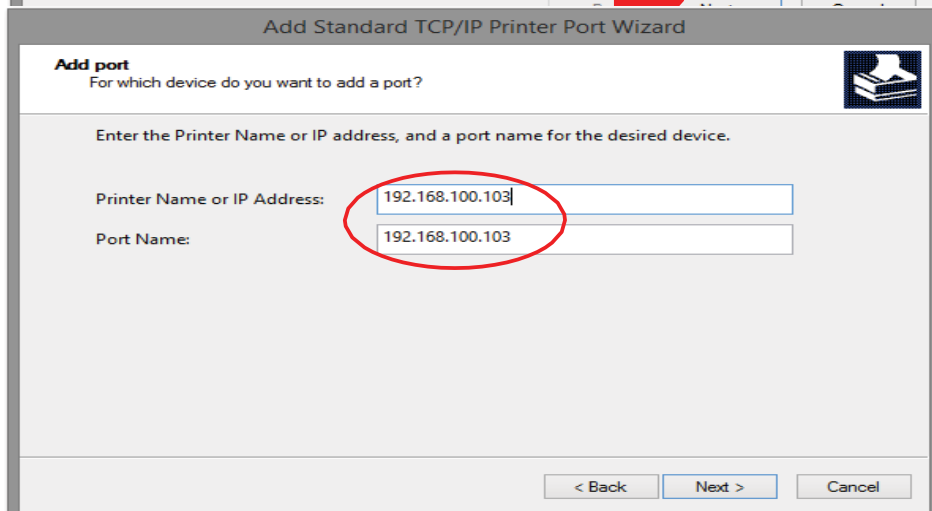 Add Standard TCP/IP Printer Port Wizard
Add port
For which device do you want to add a port?
Enter the Printer Name or IP address, and a port name for the desired device.
Printer Name or IP Address: 192.168.100.103
Port Name: 192.168.100.103
< Back Next > Cancel